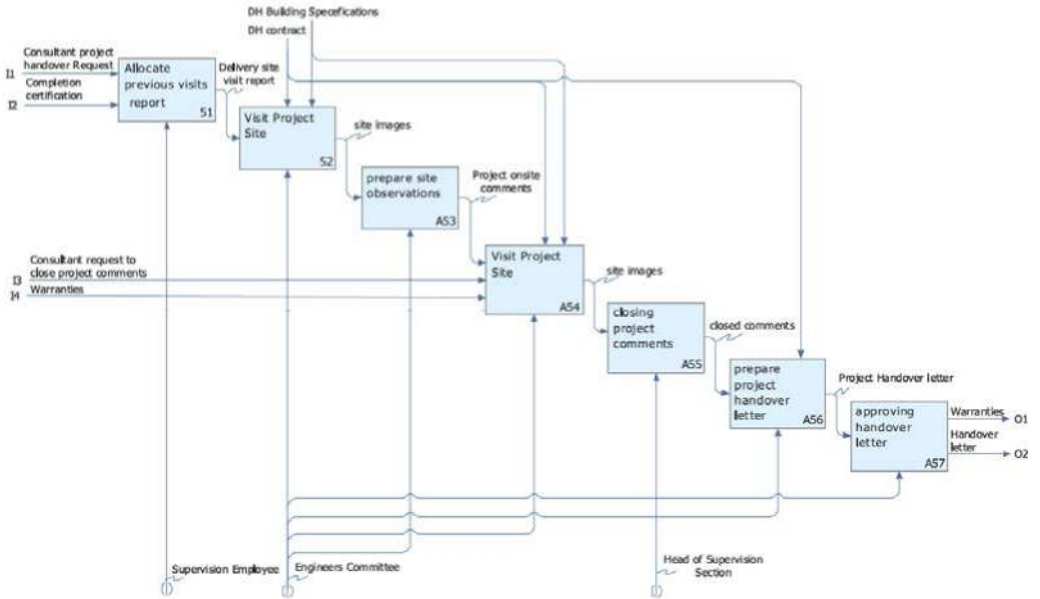 DH Building Specefications
DH contract
Consultant project
handover Request
I1
Completion
certification
I2
Allocate
previous visits
report
51
Delivery site
visit report
Visit Project
Site
52
site images
prepare site
observations
A53
Project onsite
comments
Consultant request to
close project comments
I3
I4
Warranties
Visit Project
Site
A54
site images
closing
project
comments
A55
closed comments
prepare
project
handover
letter
A56
Project Handover letter
approving
handover
letter
A57
Warranties
O1
Handover
letter
O2
Supervision Employee
Engineers Committee
Head of Supervision
Section